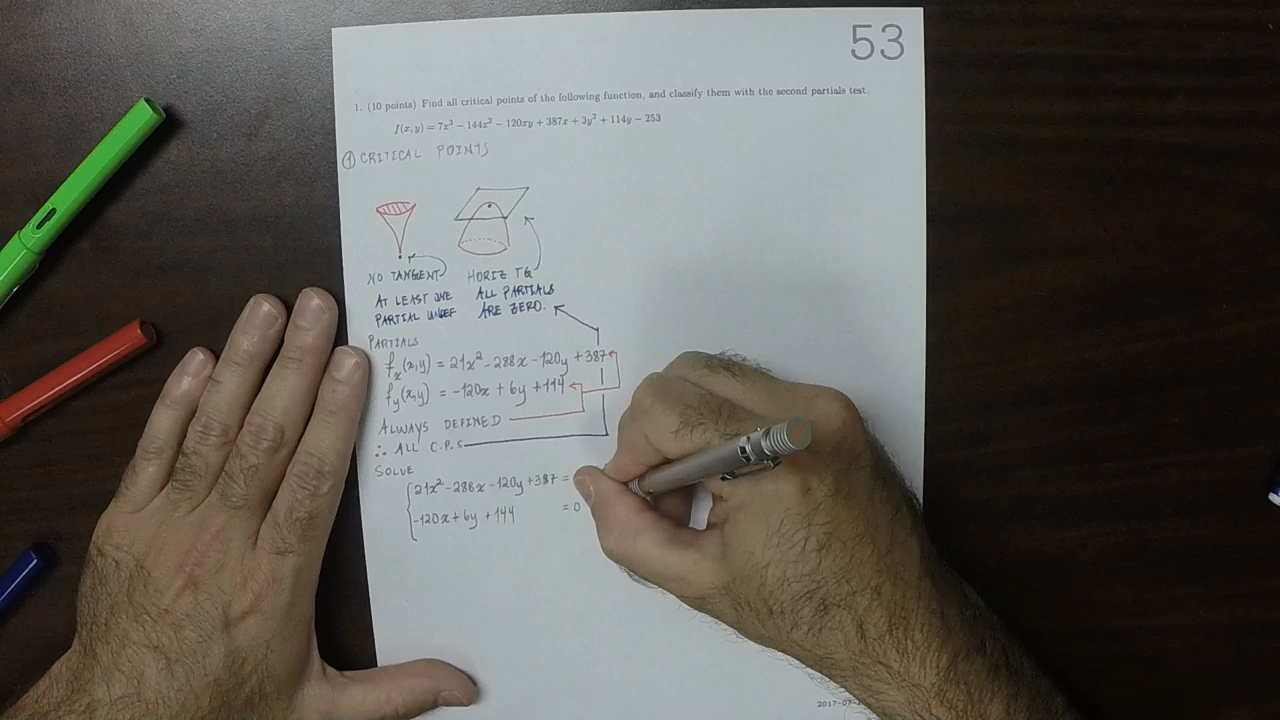 53
1. (10 points) Find all critical points of the following function, and classify them with the second partials test.
f(x, y) = 7x³ − 144x² − 120xy + 387x + 3y² + 114y − 253
① CRITICAL POINTS
NO TANGENT HORIZ TG
AT LEAST ONE ALL PARTIALS
PARTIAL UNDEF ARE ZERO.
PARTIALS
fx(x,y) = 21x² - 288x - 120y + 387
fy(x,y) = -120x + 6y + 114
ALWAYS DEFINED
∴ ALL C.P.S
SOLVE
21x² - 288x - 120y + 387 =
-120x + 6y + 144 = 0
2017-07